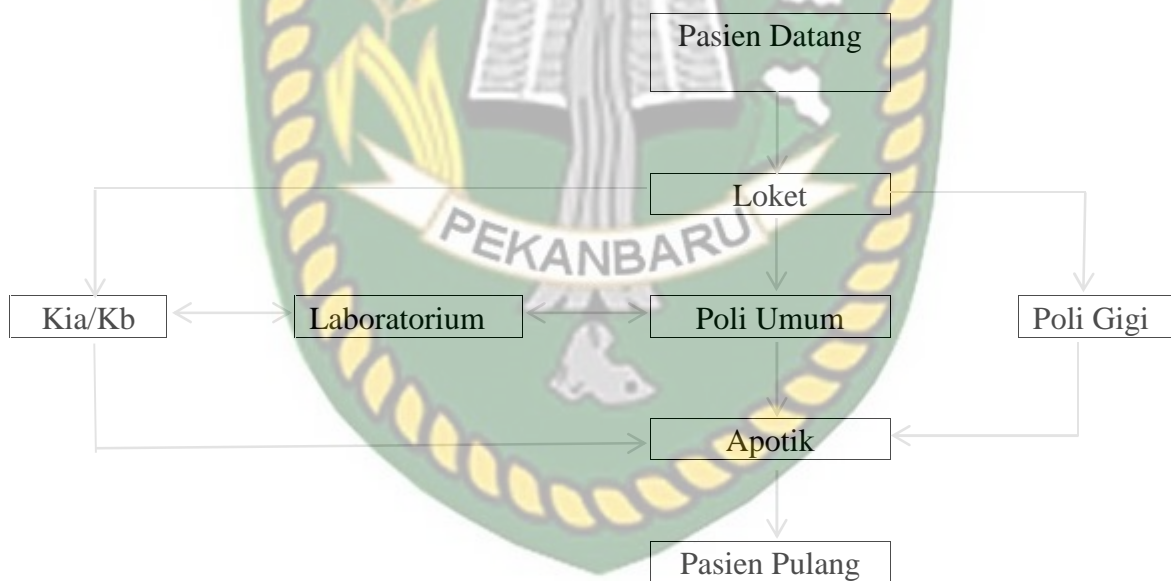 Pasien Datang
Loket
PEKANBARU
Kia/Kb
Laboratorium
Poli Umum
Poli Gigi
Apotik
Pasien Pulang